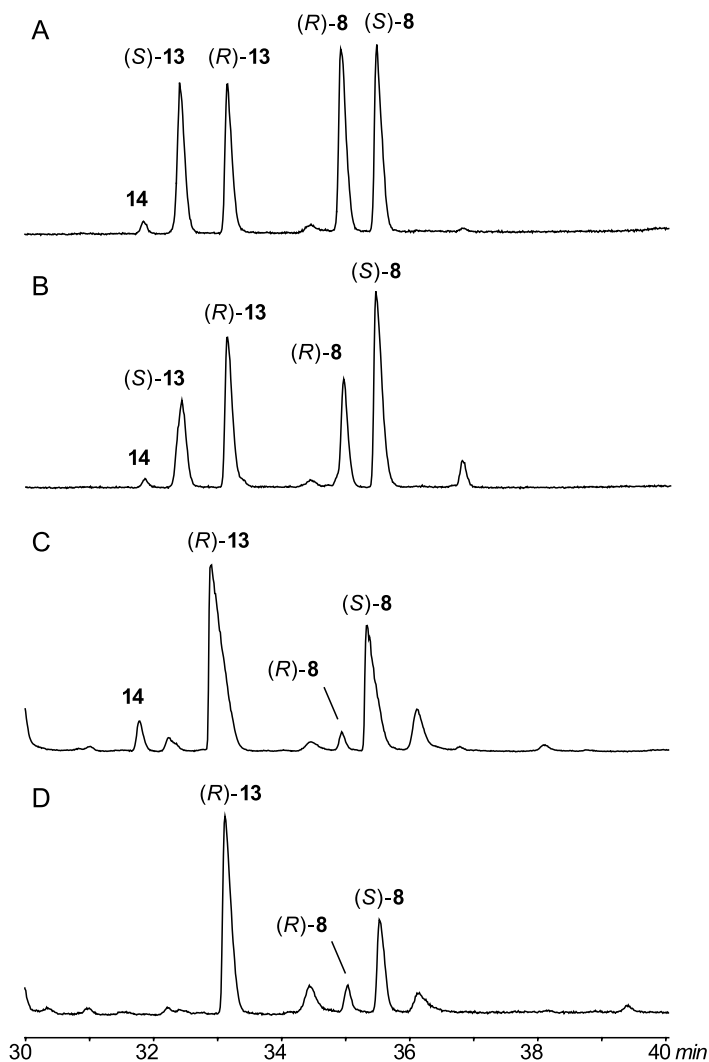 A
(S)-13 (R)-13 (R)-8 (S)-8
14
B
(S)-13 (R)-13 (R)-8 (S)-8
14
C
(R)-13
(S)-8
(R)-8
14
D
(R)-13
(S)-8
(R)-8
30 32 34 36 38 40 min